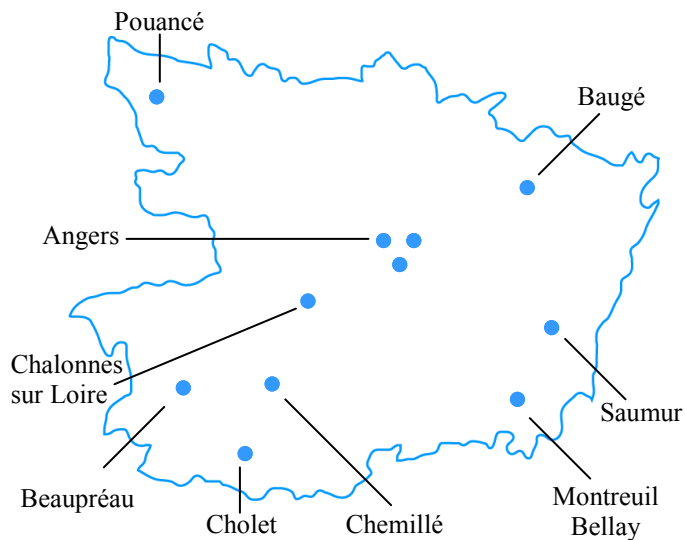 Pouancé
Baugé
Angers
Chalonnes
sur Loire
Saumur
Beaupréau
Cholet
Chemillé
Montreuil
Bellay